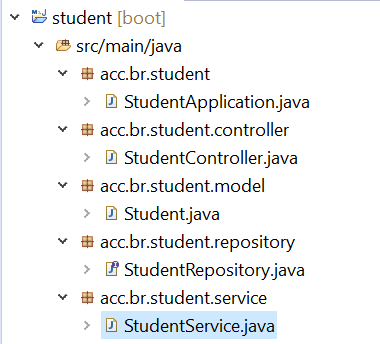 student [boot]
src/main/java
acc.br.student
StudentApplication.java
acc.br.student.controller
StudentController.java
acc.br.student.model
Student.java
acc.br.student.repository
StudentRepository.java
acc.br.student.service
StudentService.java